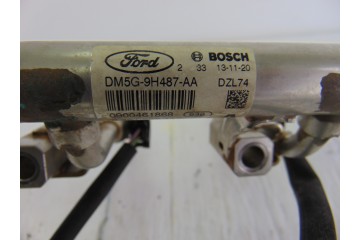 Ford 2 33 13-11-20 BOSCH
DM5G-9H487-AA DZL74